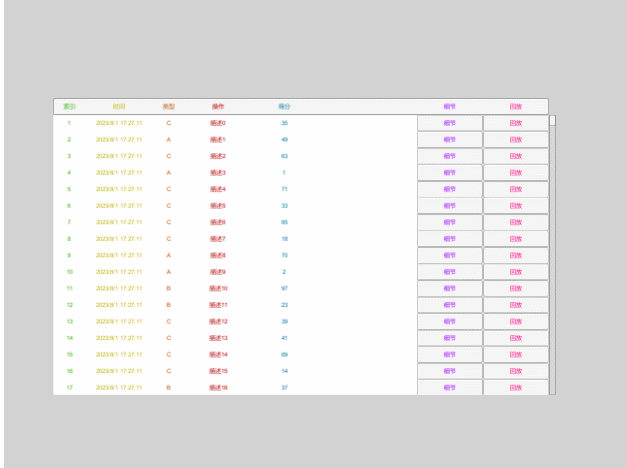 索引 时间 类型 操作 得分 细节 回放
1 2023/8/1 17:27:11 C 描述0 35 细节 回放
2 2023/8/1 17:27:11 A 描述1 49 细节 回放
3 2023/8/1 17:27:11 C 描述2 63 细节 回放
4 2023/8/1 17:27:11 A 描述3 1 细节 回放
5 2023/8/1 17:27:11 C 描述4 71 细节 回放
6 2023/8/1 17:27:11 C 描述5 33 细节 回放
7 2023/8/1 17:27:11 C 描述6 65 细节 回放
8 2023/8/1 17:27:11 C 描述7 18 细节 回放
9 2023/8/1 17:27:11 A 描述8 70 细节 回放
10 2023/8/1 17:27:11 A 描述9 2 细节 回放
11 2023/8/1 17:27:11 B 描述10 97 细节 回放
12 2023/8/1 17:27:11 B 描述11 23 细节 回放
13 2023/8/1 17:27:11 C 描述12 39 细节 回放
14 2023/8/1 17:27:11 C 描述13 41 细节 回放
15 2023/8/1 17:27:11 C 描述14 69 细节 回放
16 2023/8/1 17:27:11 C 描述15 14 细节 回放
17 2023/8/1 17:27:11 B 描述16 37 细节 回放